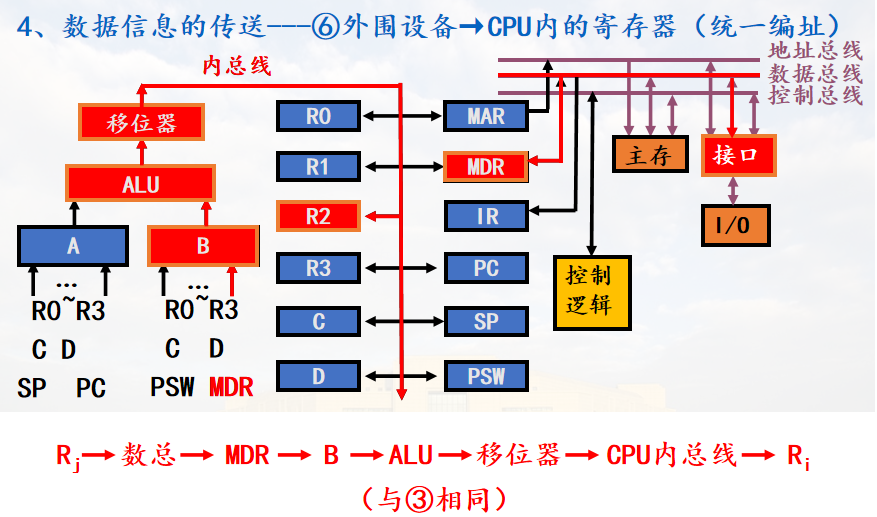 4、数据信息的传送---⑥外围设备→CPU内的寄存器（统一编址）
内总线
地址总线
数据总线
控制总线
移位器
R0
MAR
主存
接口
ALU
R1
MDR
R2
IR
I/O
A
B
R3
PC
控制
逻辑
...
...
R0~R3
R0~R3
C
SP
C D
C D
D
PSW
SP PC
PSW MDR
Rj→数总→MDR→B→ALU→移位器→CPU内总线→Ri
（与③相同）